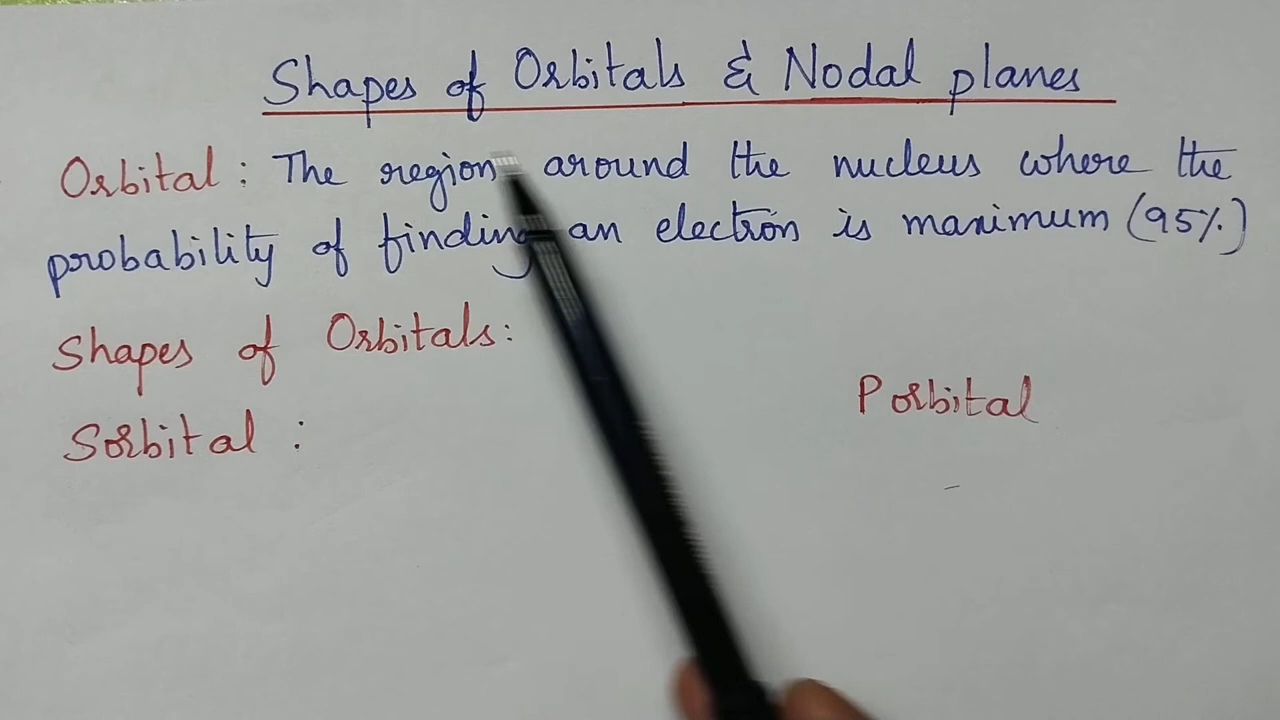 Shapes of Orbitals & Nodal planes
Orbital : The region around the nucleus where the
probability of finding an electron is maximum (95%)
Shapes of Orbitals:
Sorbital :
P orbital